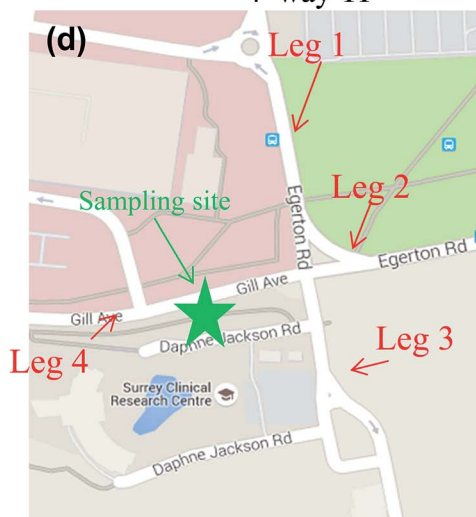 (d)
Leg 1
Leg 2
Sampling site
Egerton Rd
Egerton Rd
Gill Ave
Gill Ave
Daphne Jackson Rd
Leg 3
Leg 4
Surrey Clinical
Research Centre
Daphne Jackson Rd